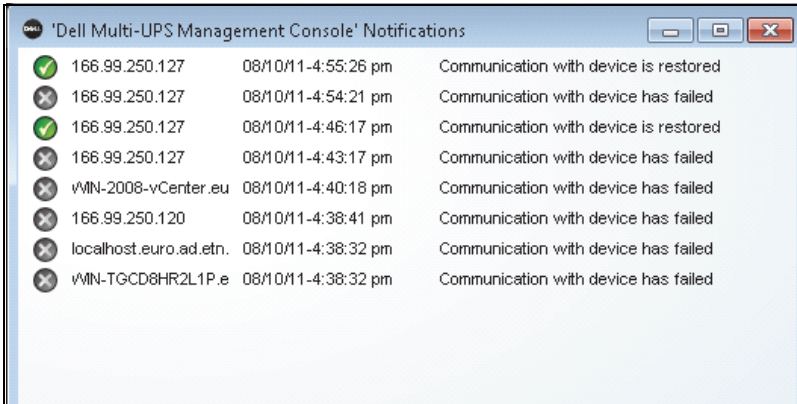 DELL 'Dell Multi-UPS Management Console' Notifications
166.99.250.127 08/10/11-4:55:26 pm Communication with device is restored
166.99.250.127 08/10/11-4:54:21 pm Communication with device has failed
166.99.250.127 08/10/11-4:46:17 pm Communication with device is restored
166.99.250.127 08/10/11-4:43:17 pm Communication with device has failed
WIN-2008-vCenter.eu 08/10/11-4:40:18 pm Communication with device has failed
166.99.250.120 08/10/11-4:38:41 pm Communication with device has failed
localhost.euro.ad.etn. 08/10/11-4:38:32 pm Communication with device has failed
WIN-TGCD8HR2L1P.e 08/10/11-4:38:32 pm Communication with device has failed